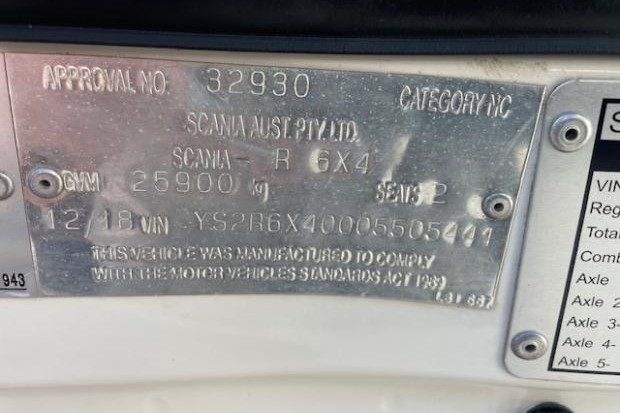 APPROVAL NO: 32930 CATEGORY NC
SCANIA AUST. PTY. LTD.
SCANIA - R 6X4
GVM 25900 kg SEATS 2
12/18 VIN YS2R6X40005505441
THIS VEHICLE WAS MANUFACTURED TO COMPLY
WITH THE MOTOR VEHICLES STANDARDS ACT 1989
943
S
VIN
Reg
Tota
Comb
Axle
Axle 2
Axle 3-
Axle 4-
Axle 5-